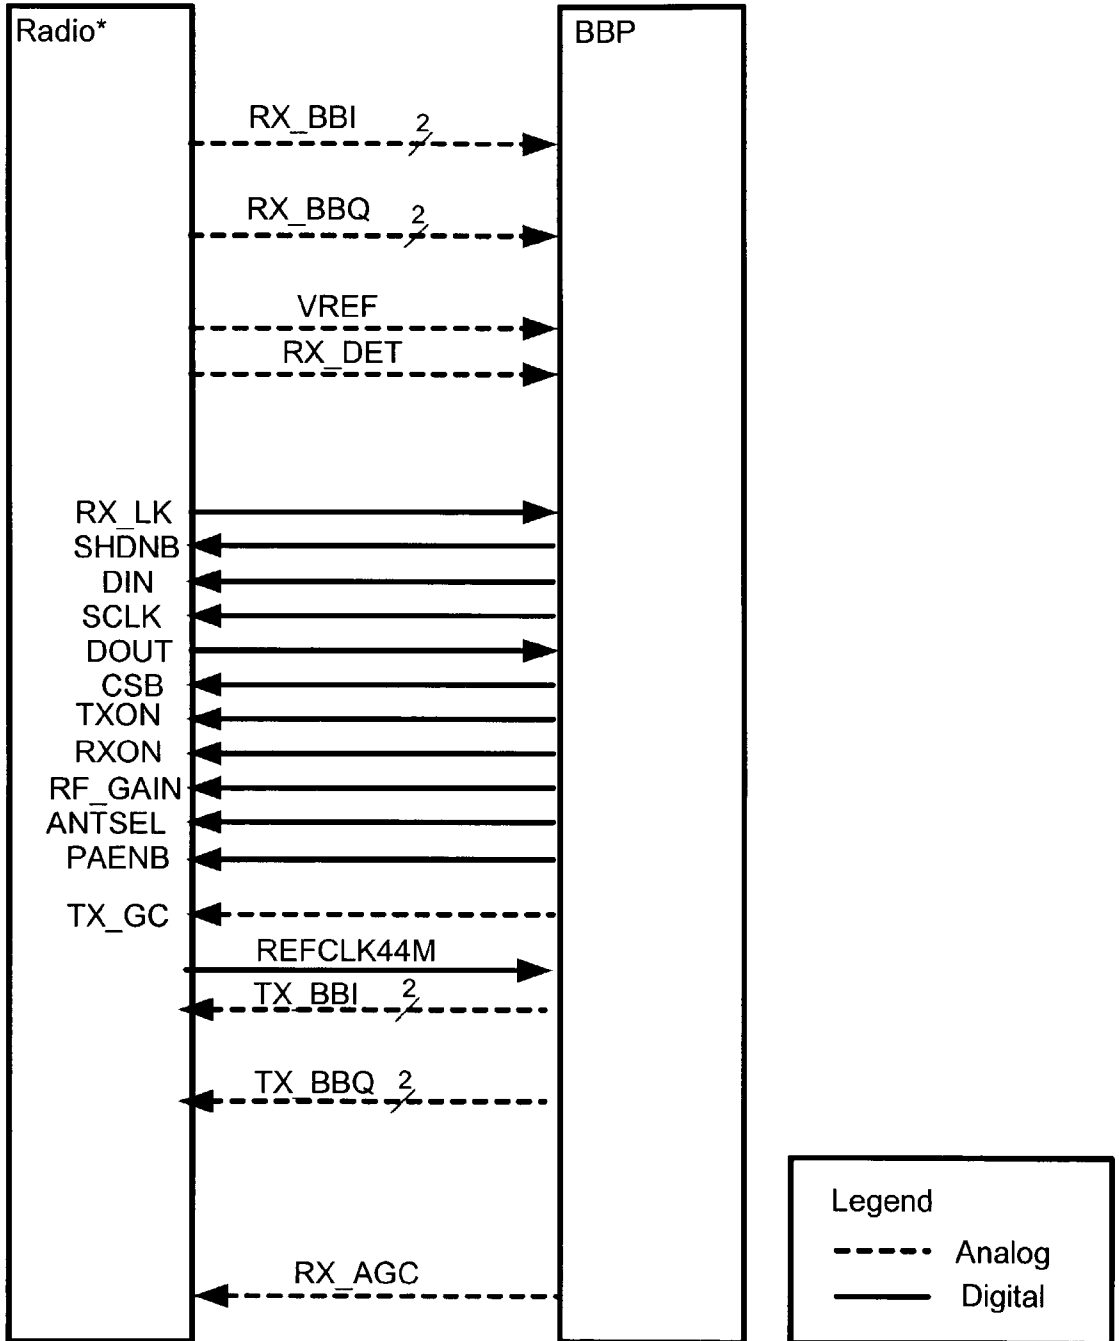 Radio*
BBP
RX_BBI 2
RX_BBQ 2
VREF
RX_DET
RX_LK
SHDNB
DIN
SCLK
DOUT
CSB
TXON
RXON
RF_GAIN
ANTSEL
PAENB
TX_GC
REFCLK44M
TX_BBI 2
TX_BBQ 2
RX_AGC
Legend
Analog
Digital